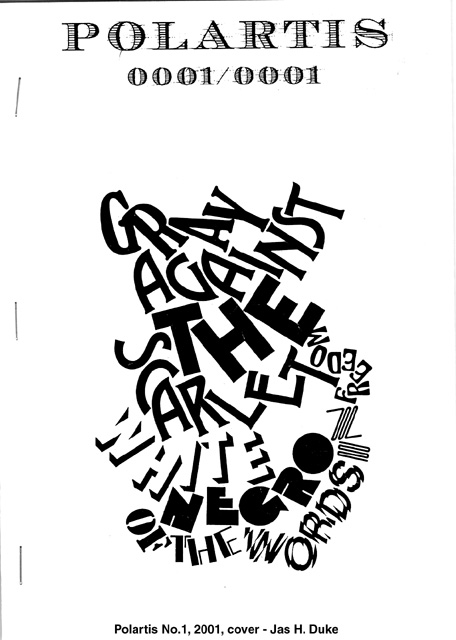 POLARTIS
0001/0001
GRAY
AGAINST
THE
SCARLET
FREEDOM
WHITE
NEGRO
IN
OF THE WORDS
Polartis No.1, 2001, cover - Jas H. Duke